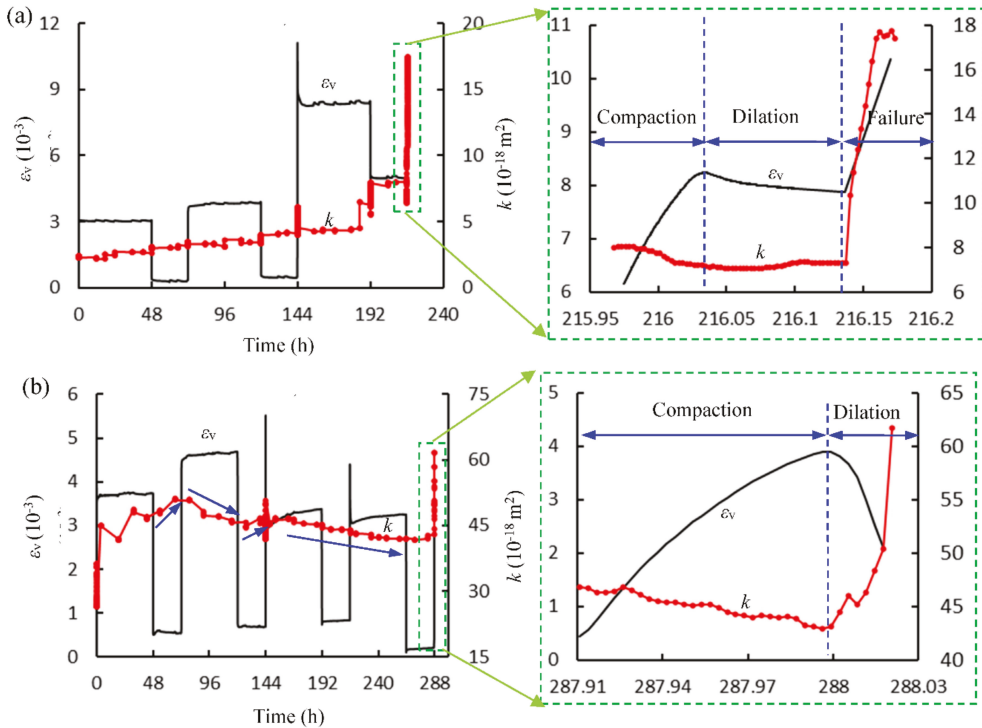 (a)
12
9
6
3
0
εv (10-3)
20
15
10
5
0
k (10-18 m2)
εv
k
0 48 96 144 192 240
Time (h)
11
10
9
8
7
6
18
16
14
12
10
8
6
Compaction
Dilation
Failure
εv
k
215.95 216 216.05 216.1 216.15 216.2
(b)
6
5
4
3
2
1
0
εv (10-3)
75
60
45
30
15
k (10-18 m2)
εv
k
0 48 96 144 192 240 288
Time (h)
5
4
3
2
1
0
65
60
55
50
45
40
Compaction
Dilation
εv
k
287.91 287.94 287.97 288 288.03